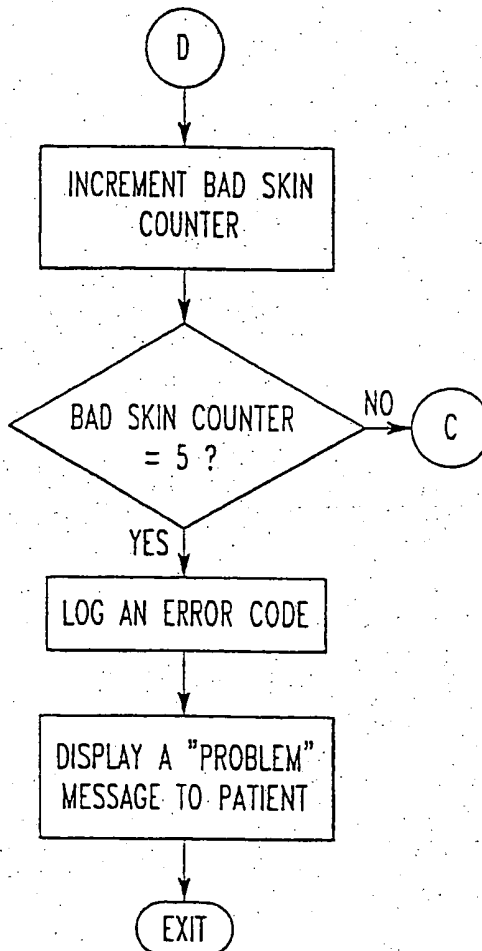 D
INCREMENT BAD SKIN
COUNTER
BAD SKIN COUNTER
= 5 ?
NO
C
YES
LOG AN ERROR CODE
DISPLAY A "PROBLEM"
MESSAGE TO PATIENT
EXIT